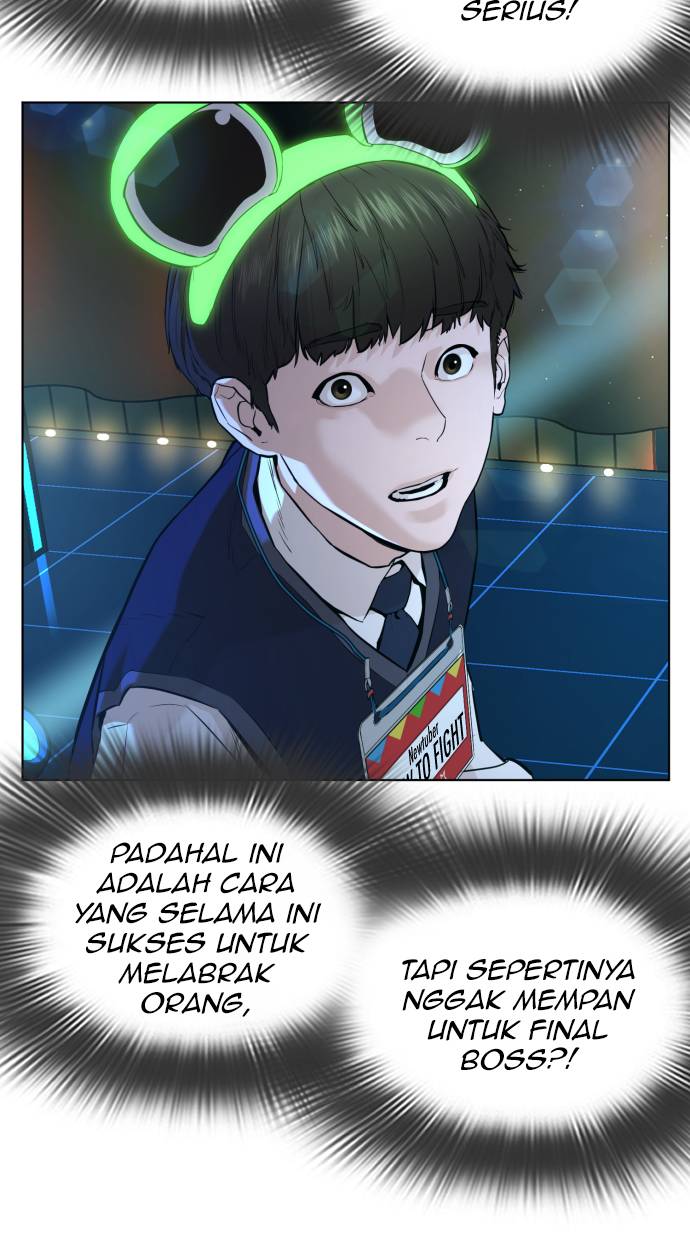 SERIUS!
Newtuber
TO FIGHT
PADAHAL INI
ADALAH CARA
YANG SELAMA INI
SUKSES UNTUK
MELABRAK
ORANG,
TAPI SEPERTINYA
NGGAK MEMPAN
UNTUK FINAL
BOSS?!